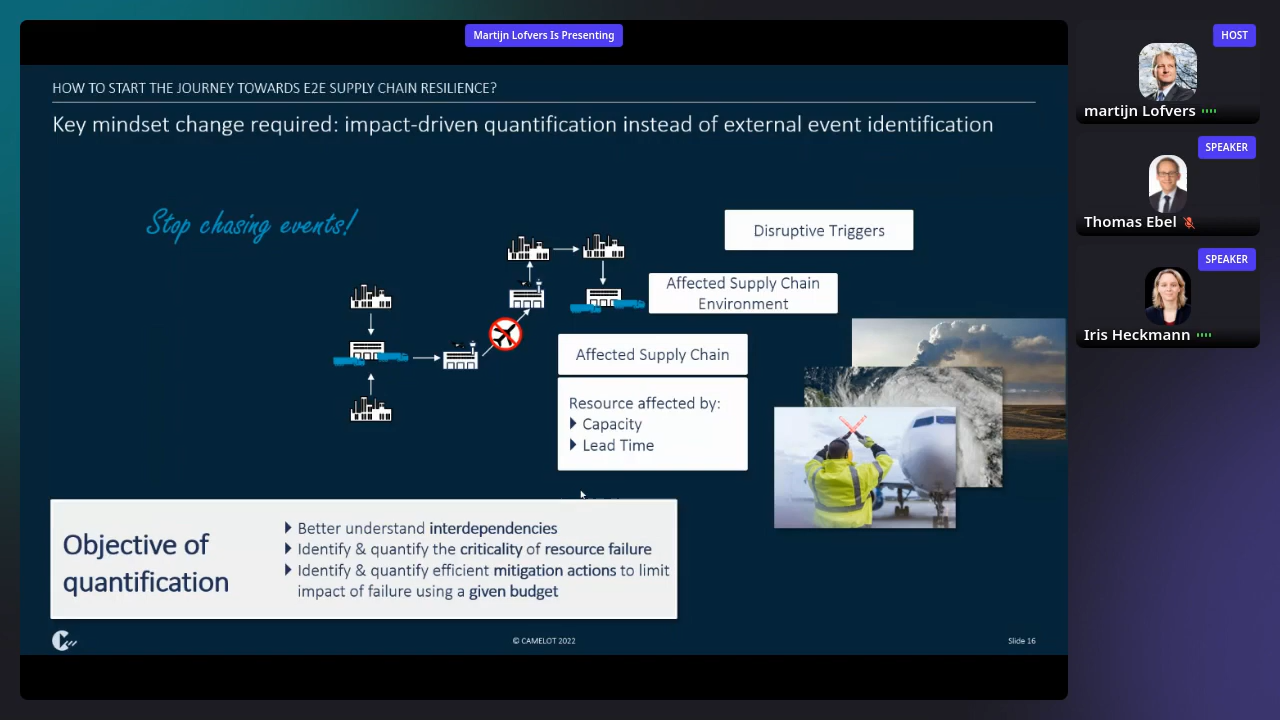 Martijn Lofvers Is Presenting
HOW TO START THE JOURNEY TOWARDS E2E SUPPLY CHAIN RESILIENCE?
Key mindset change required: impact-driven quantification instead of external event identification
Stop chasing events!
Disruptive Triggers
Affected Supply Chain
Environment
Affected Supply Chain
Resource affected by:
Capacity
Lead Time
Objective of
quantification
Better understand interdependencies
Identify & quantify the criticality of resource failure
Identify & quantify efficient mitigation actions to limit
impact of failure using a given budget
© CAMELOT 2022
Slide 16
HOST
martijn Lofvers
SPEAKER
Thomas Ebel
SPEAKER
Iris Heckmann